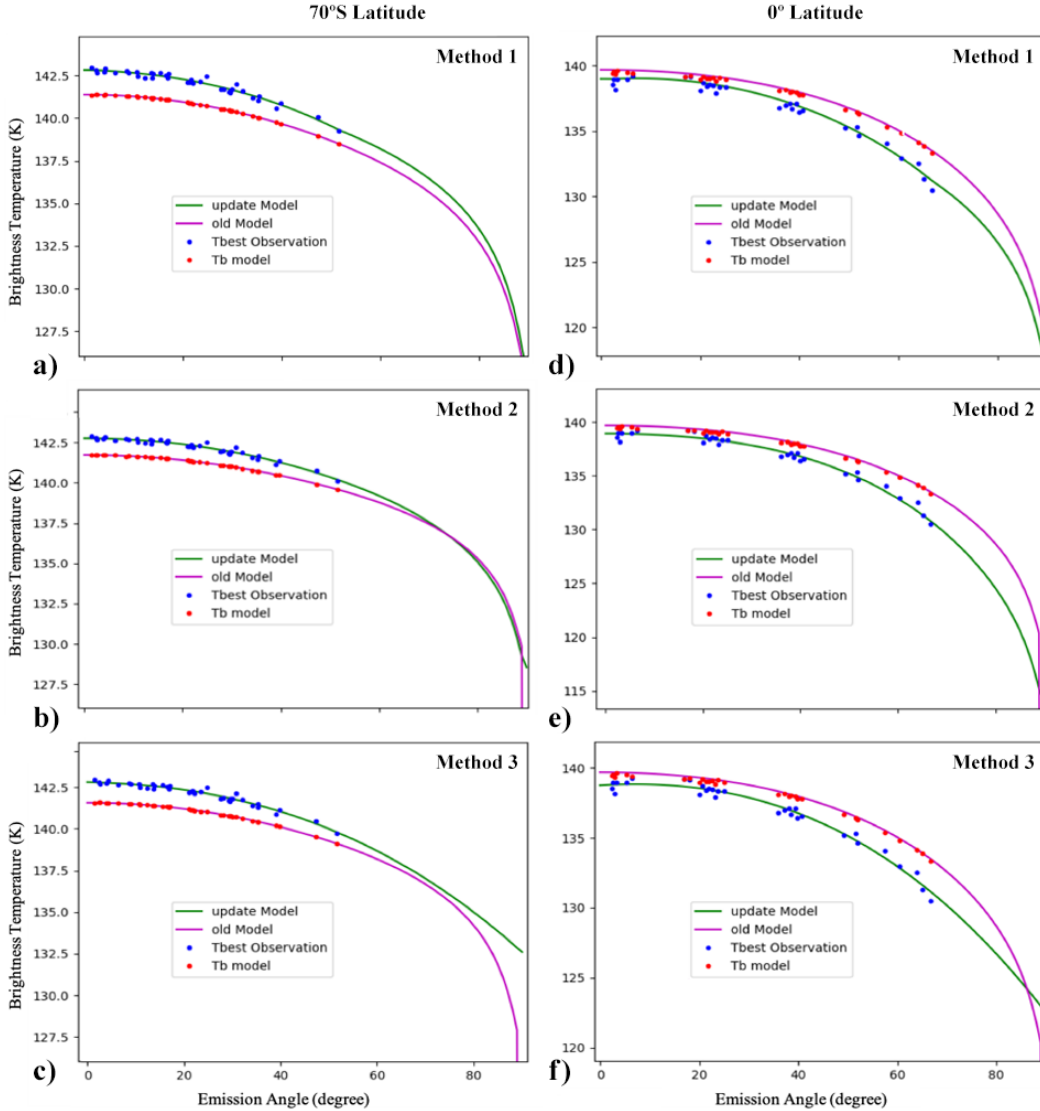 70°S Latitude
0° Latitude
Method 1
142.5
140.0
137.5
135.0
132.5
130.0
127.5
Brightness Temperature (K)
update Model
old Model
Tbest Observation
Tb model
a)
Method 1
140
135
130
125
120
update Model
old Model
Tbest Observation
Tb model
d)
Method 2
142.5
140.0
137.5
135.0
132.5
130.0
127.5
Brightness Temperature (K)
update Model
old Model
Tbest Observation
Tb model
b)
Method 2
140
135
130
125
120
115
update Model
old Model
Tbest Observation
Tb model
e)
Method 3
142.5
140.0
137.5
135.0
132.5
130.0
127.5
Brightness Temperature (K)
update Model
old Model
Tbest Observation
Tb model
c)
0 20 40 60 80
Emission Angle (degree)
Method 3
140
135
130
125
120
update Model
old Model
Tbest Observation
Tb model
f)
0 20 40 60 80
Emission Angle (degree)